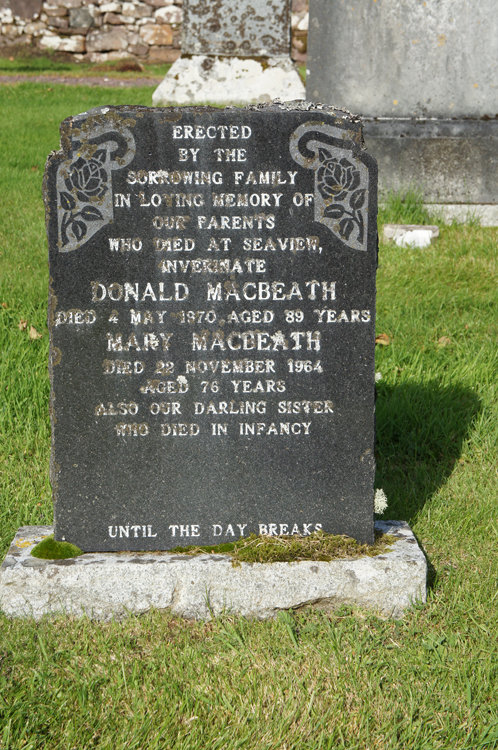 ERECTED
BY THE
SORROWING FAMILY
IN LOVING MEMORY OF
OUR PARENTS
WHO DIED AT SEAVIEW,
INVERINATE
DONALD MACBEATH
DIED 4 MAY 1970 AGED 89 YEARS
MARY MACBEATH
DIED 22 NOVEMBER 1964
AGED 76 YEARS
ALSO OUR DARLING SISTER
WHO DIED IN INFANCY
UNTIL THE DAY BREAKS